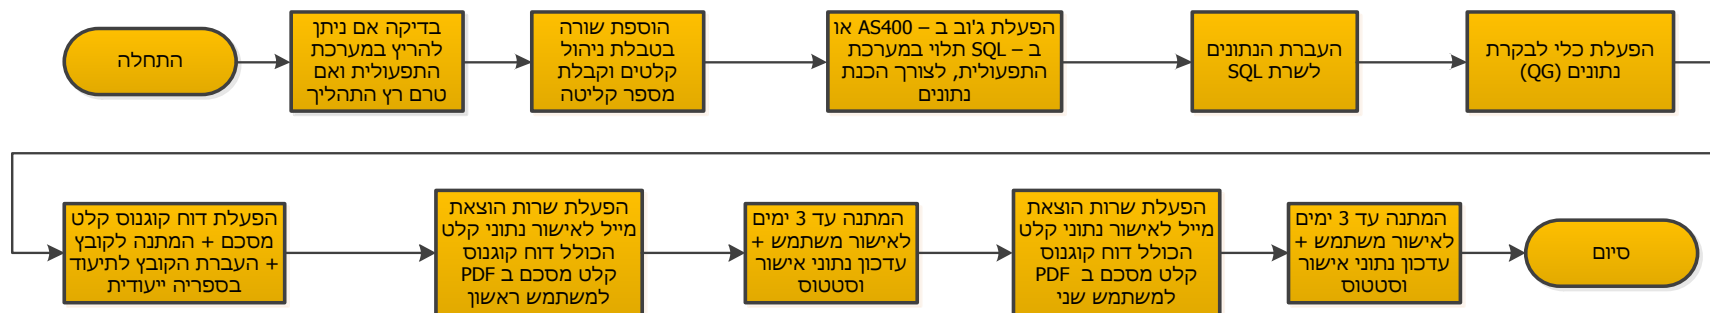 התחלה
בדיקה אם ניתן
להריץ במערכת
התפעולית ואם
טרם רץ התהליך
הוספת שורה
בטבלת ניהול
קלטים וקבלת
מספר קליטה
הפעלת ג'וב ב – AS400 או
ב – SQL תלוי במערכת
התפעולית, לצורך הכנת
נתונים
העברת הנתונים
לשרת SQL
הפעלת כלי לבקרת
נתונים (QG)
הפעלת דוח קוגנוס קלט
מסכם + המתנה לקובץ
+ העברת הקובץ לתיעוד
בספריה ייעודית
הפעלת שרות הוצאת
מייל לאישור נתוני קלט
הכולל דוח קוגנוס
קלט מסכם ב PDF
למשתמש ראשון
המתנה עד 3 ימים
לאישור משתמש +
עדכון נתוני אישור
וסטטוס
הפעלת שרות הוצאת
מייל לאישור נתוני קלט
הכולל דוח קוגנוס
קלט מסכם ב  PDF
למשתמש שני
המתנה עד 3 ימים
לאישור משתמש +
עדכון נתוני אישור
וסטטוס
סיום